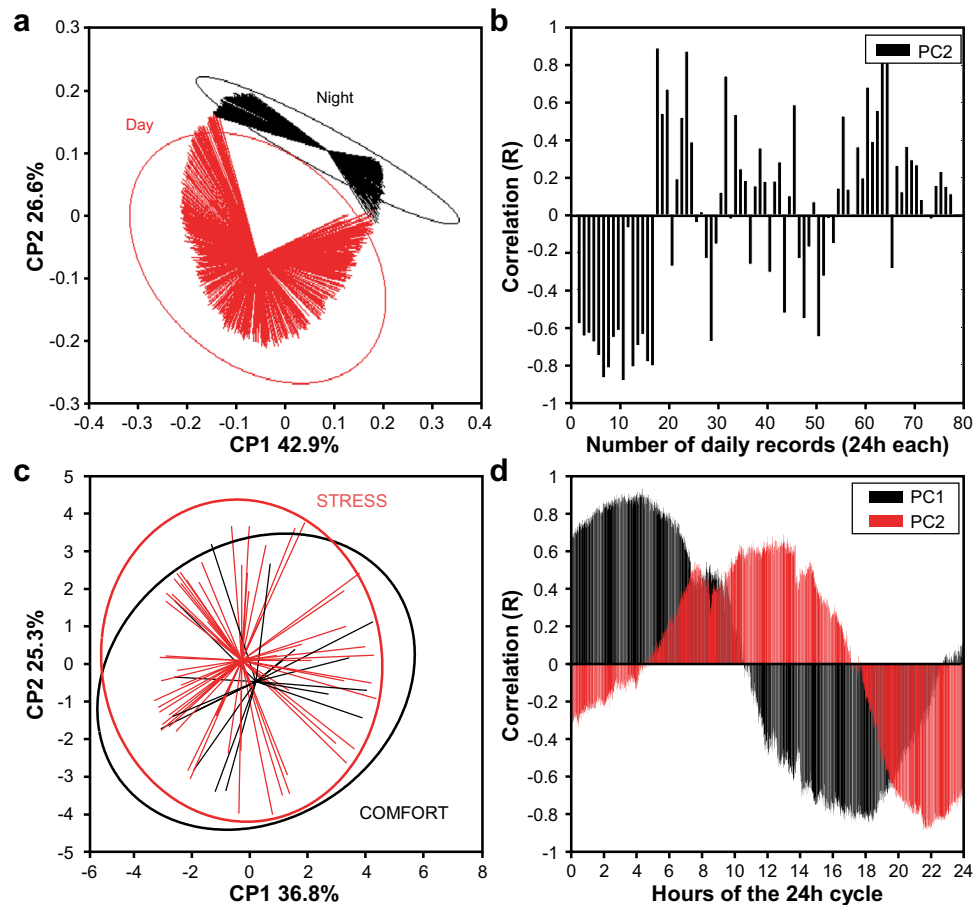 a
0.3
0.2
0.1
0
-0.1
-0.2
-0.3
CP2 26.6%
Day
Night
-0.4 -0.3 -0.2 -0.1 0 0.1 0.2 0.3 0.4
CP1 42.9%
b
1
0.8
0.6
0.4
0.2
0
-0.2
-0.4
-0.6
-0.8
-1
Correlation (R)
PC2
0 10 20 30 40 50 60 70 80
Number of daily records (24h each)
c
5
4
3
2
1
0
-1
-2
-3
-4
-5
CP2 25.3%
STRESS
COMFORT
-6 -4 -2 0 2 4 6 8
CP1 36.8%
d
1
0.8
0.6
0.4
0.2
0
-0.2
-0.4
-0.6
-0.8
-1
Correlation (R)
PC1
PC2
0 2 4 6 8 10 12 14 16 18 20 22 24
Hours of the 24h cycle